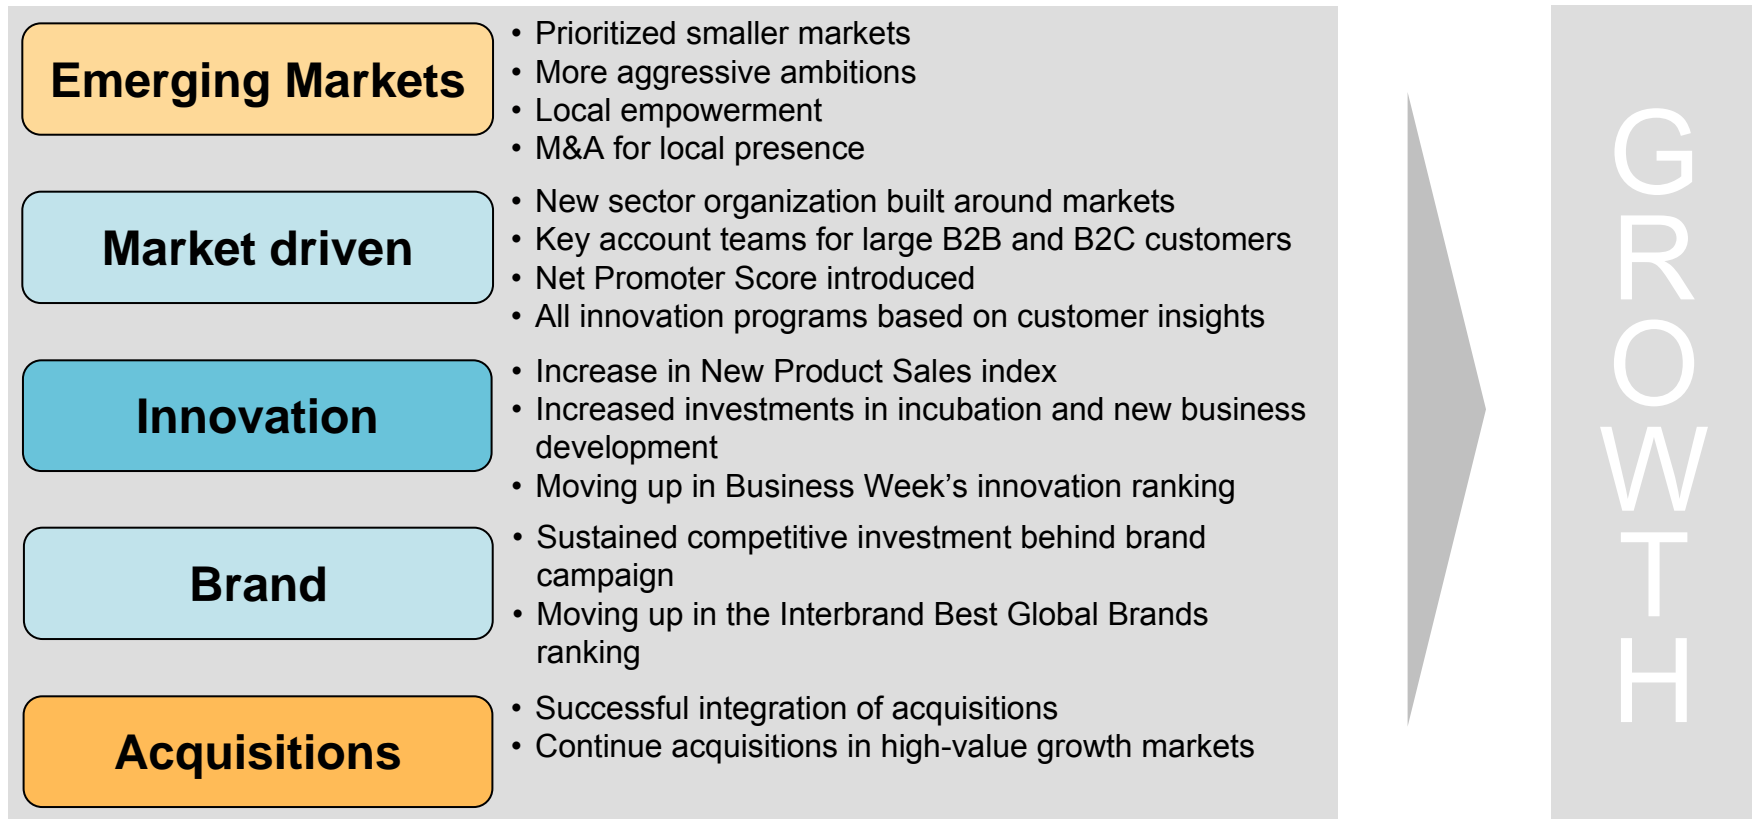 Emerging Markets
• Prioritized smaller markets
• More aggressive ambitions
• Local empowerment
• M&A for local presence
Market driven
• New sector organization built around markets
• Key account teams for large B2B and B2C customers
• Net Promoter Score introduced
• All innovation programs based on customer insights
Innovation
• Increase in New Product Sales index
• Increased investments in incubation and new business
development
• Moving up in Business Week’s innovation ranking
Brand
• Sustained competitive investment behind brand
campaign
• Moving up in the Interbrand Best Global Brands
ranking
Acquisitions
• Successful integration of acquisitions
• Continue acquisitions in high-value growth markets
G
R
O
W
T
H